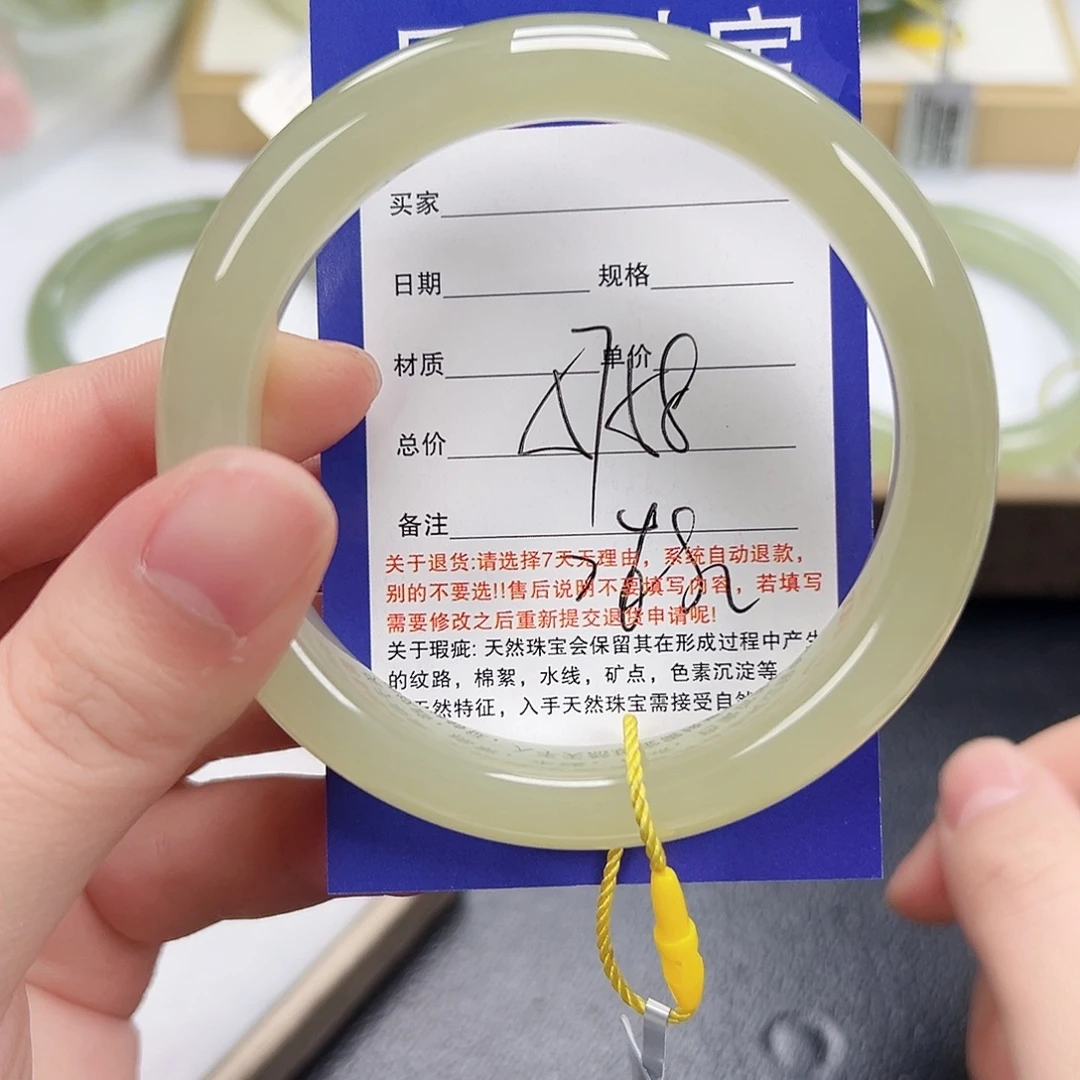 买家
日期 规格
材质 单价
总价
备注
关于退货:请选择7天无理由，系统自动退款，
别的不要选!!售后说明不要填写内容，若填写
需要修改之后重新提交退货申请呢!
关于瑕疵: 天然珠宝会保留其在形成过程中产生
的纹路，棉絮，水线，矿点，色素沉淀等
天然特征，入手天然珠宝需接受自然